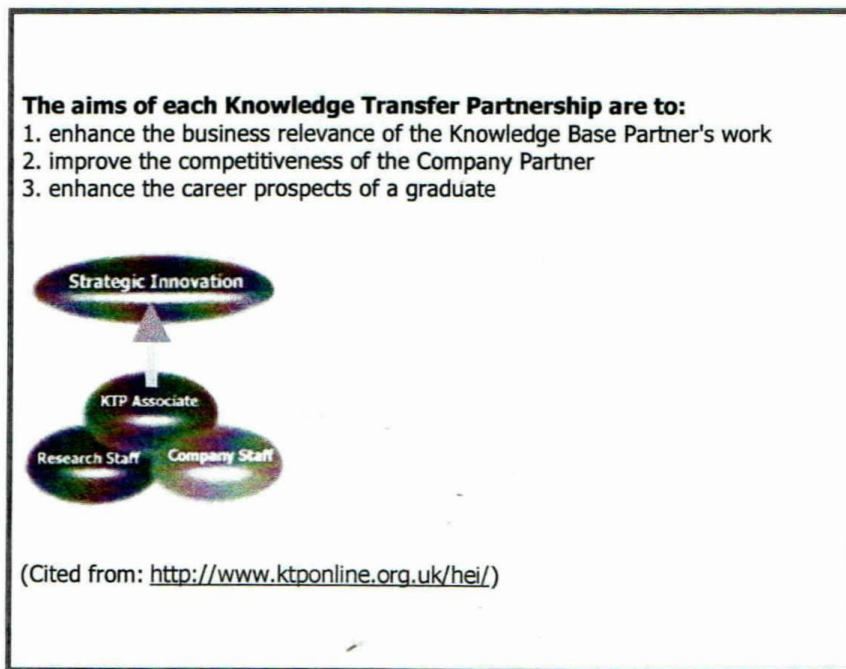 The aims of each Knowledge Transfer Partnership are to:
1. enhance the business relevance of the Knowledge Base Partner's work
2. improve the competitiveness of the Company Partner
3. enhance the career prospects of a graduate
Strategic Innovation
KTP Associate
Research Staff
Company Staff
(Cited from: http://www.ktponline.org.uk/hei/)